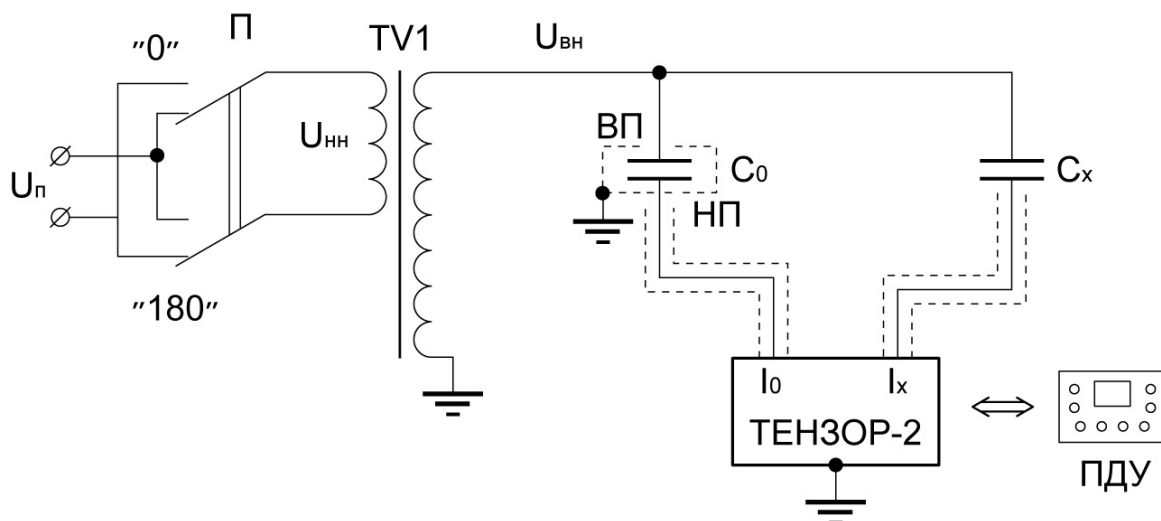 "0"
П
TV1
Uвн
Uп
Uнн
ВП
C0
Cx
НП
"180"
I0
Ix
ТЕНЗОР-2
ПДУ